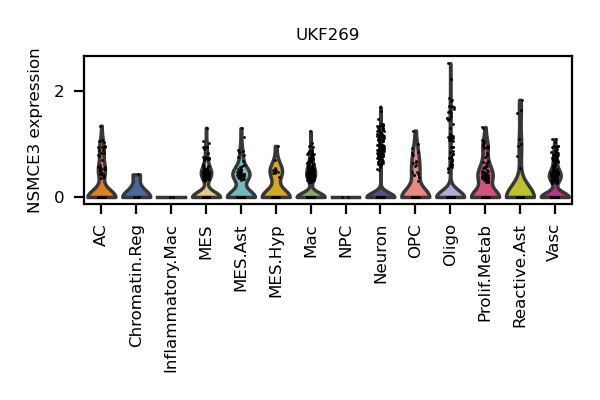 UKF269
NSMCE3 expression
2
0
AC
Chromatin.Reg
Inflammatory.Mac
MES
MES.Ast
MES.Hyp
Mac
NPC
Neuron
OPC
Oligo
Prolif.Metab
Reactive.Ast
Vasc